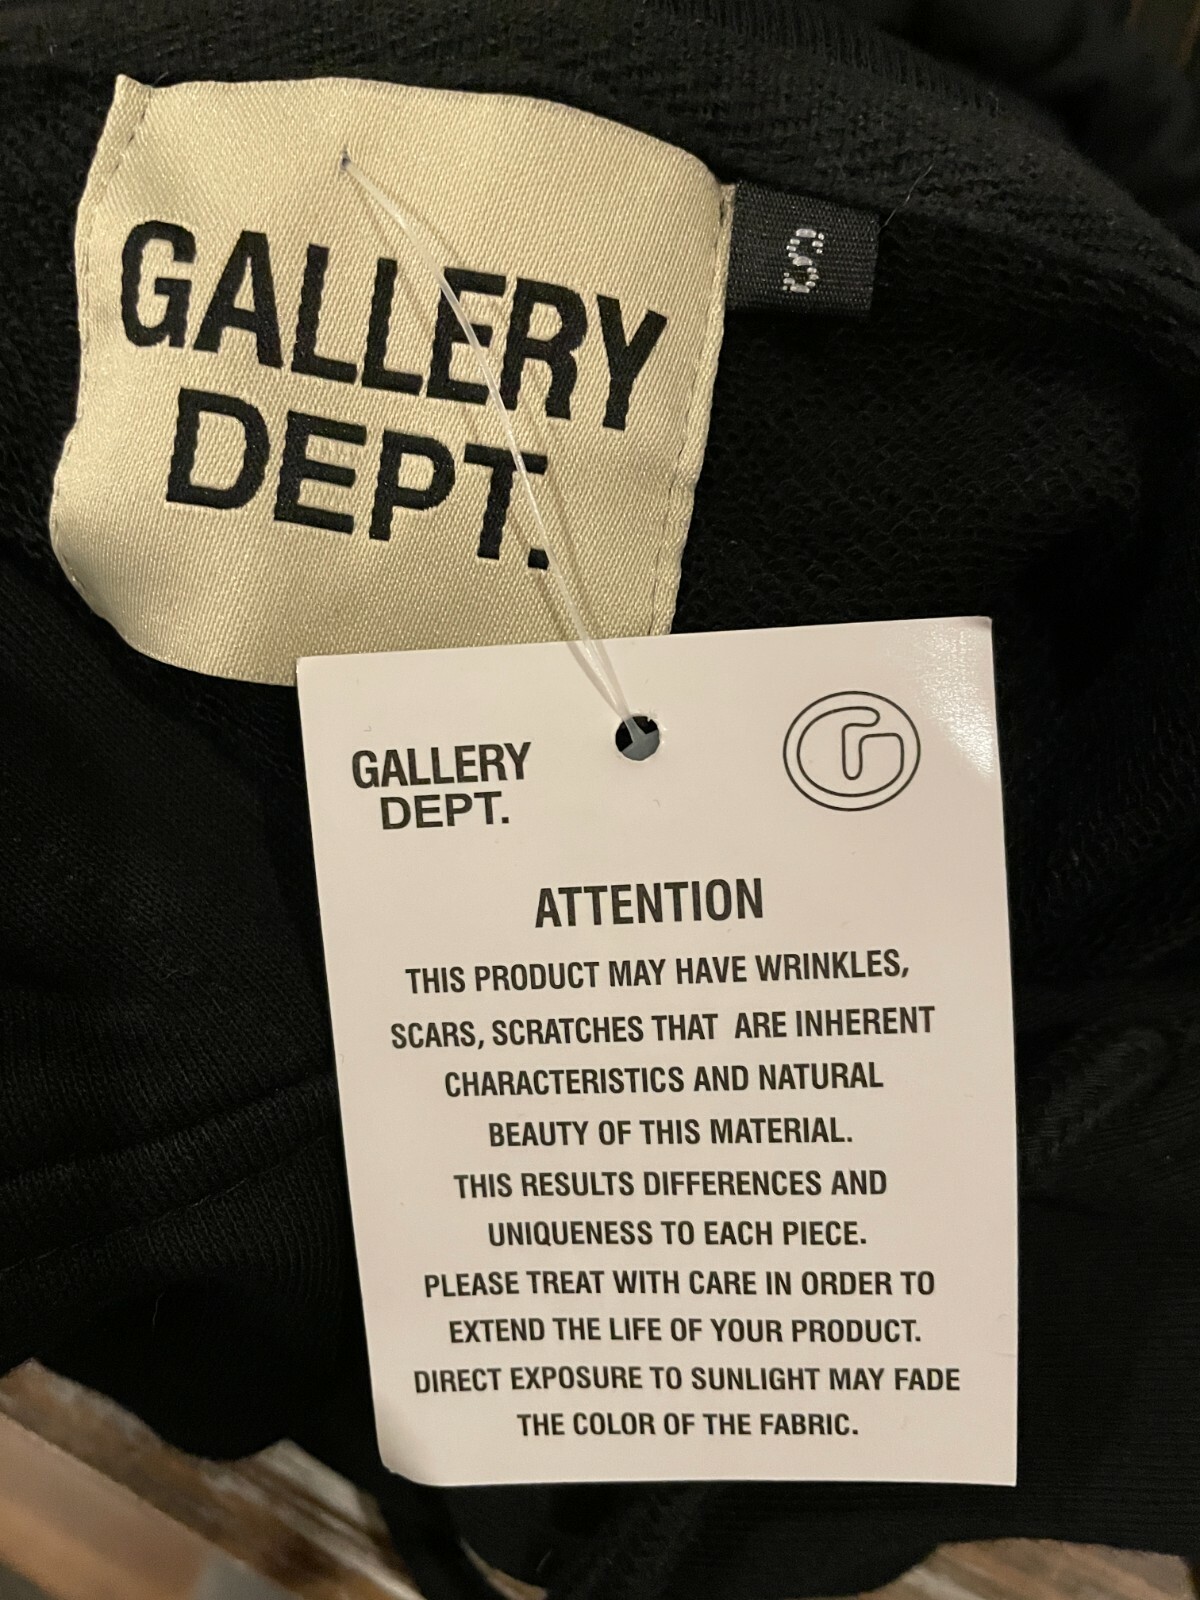 GALLERY
DEPT.
S
GALLERY
DEPT.
G
ATTENTION
THIS PRODUCT MAY HAVE WRINKLES,
SCARS, SCRATCHES THAT ARE INHERENT
CHARACTERISTICS AND NATURAL
BEAUTY OF THIS MATERIAL.
THIS RESULTS DIFFERENCES AND
UNIQUENESS TO EACH PIECE.
PLEASE TREAT WITH CARE IN ORDER TO
EXTEND THE LIFE OF YOUR PRODUCT.
DIRECT EXPOSURE TO SUNLIGHT MAY FADE
THE COLOR OF THE FABRIC.